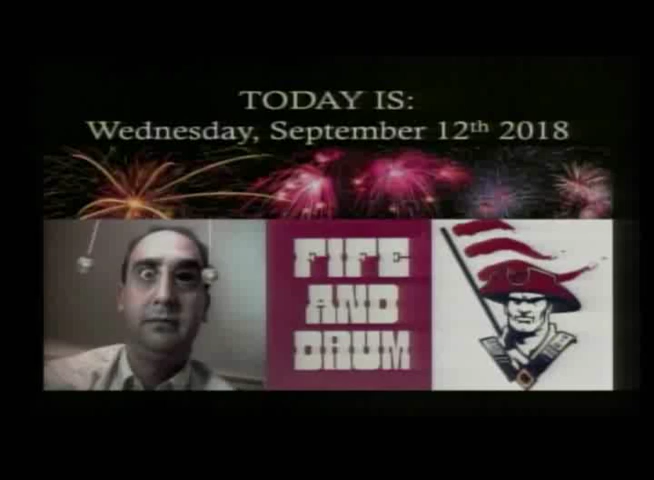 TODAY IS:
Wednesday, September 12th 2018
FIFE
AND
DRUM